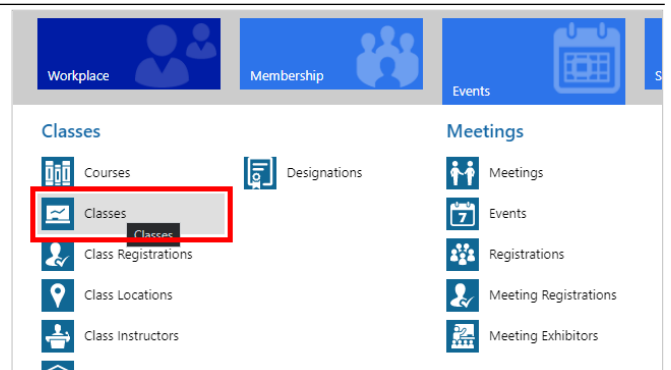 Workplace
Membership
Events
S
Classes
Courses
Designations
Classes
Classes
Class Registrations
Class Locations
Class Instructors
Meetings
Meetings
7
Events
Registrations
Meeting Registrations
Meeting Exhibitors